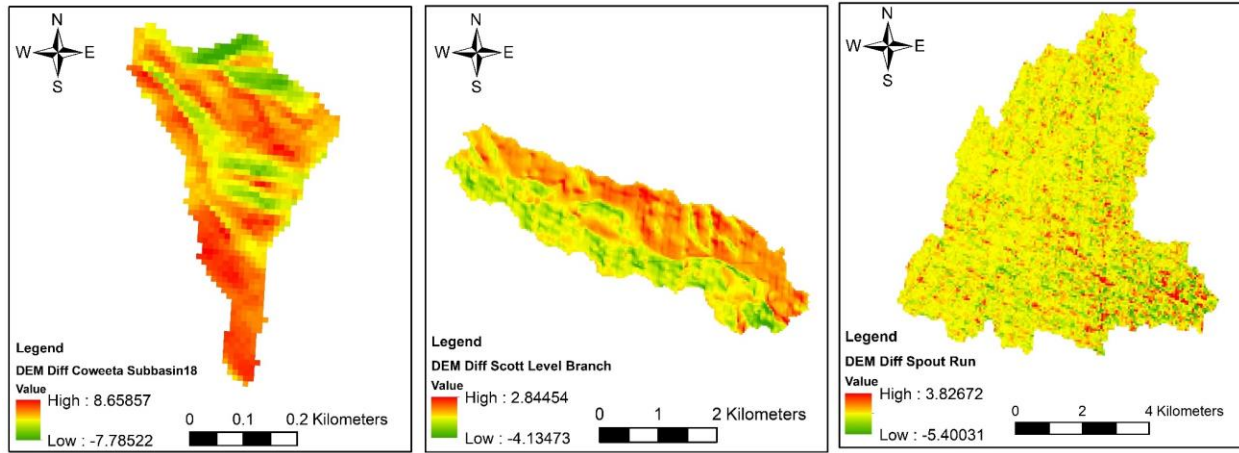 N
W E
S
Legend
DEM Diff Coweeta Subbasin18
Value
High : 8.65857
Low : -7.78522
0 0.1 0.2 Kilometers
N
W E
S
Legend
DEM Diff Scott Level Branch
Value
High : 2.84454
Low : -4.13473
0 1 2 Kilometers
N
W E
S
Legend
DEM Diff Spout Run
Value
High : 3.82672
Low : -5.40031
0 2 4 Kilometers